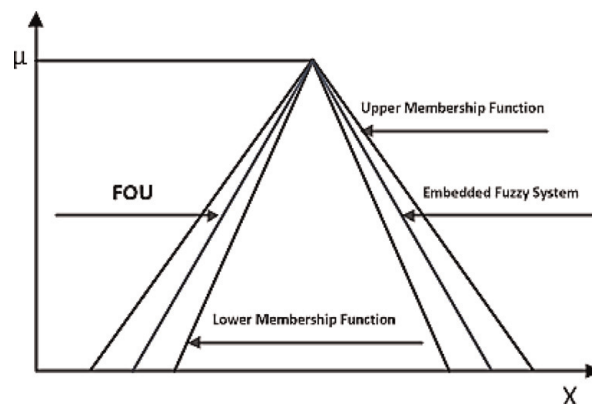 μ
Upper Membership Function
FOU
Embedded Fuzzy System
Lower Membership Function
X